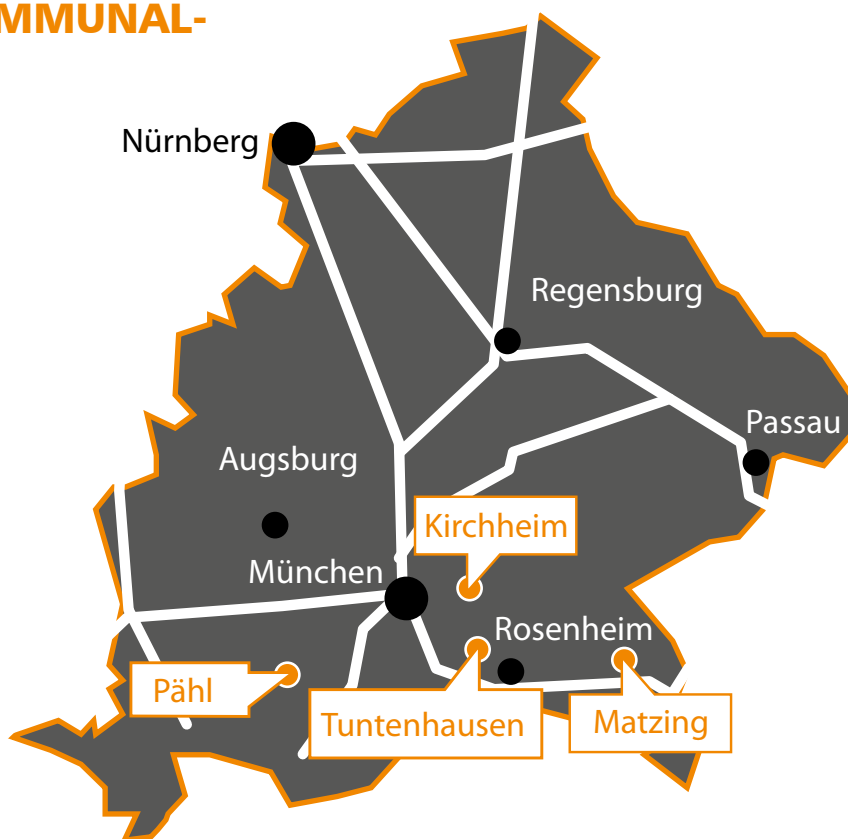 MMUNAL-
Nürnberg
Regensburg
Passau
Augsburg
Kirchheim
München
Rosenheim
Pähl
Tuntenhausen
Matzing